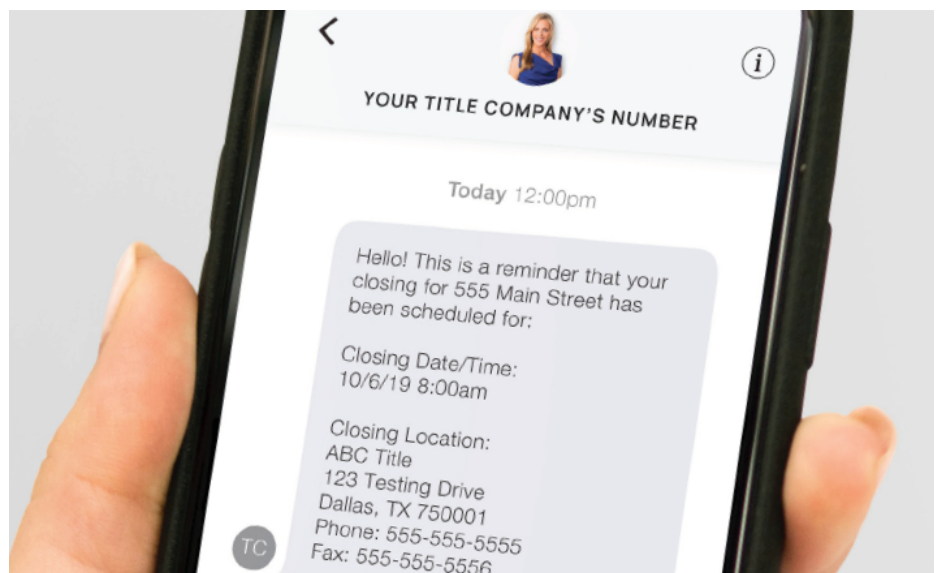 YOUR TITLE COMPANY'S NUMBER
Today 12:00pm
Hello! This is a reminder that your
closing for 555 Main Street has
been scheduled for:
Closing Date/Time:
10/6/19 8:00am
Closing Location:
ABC Title
123 Testing Drive
Dallas, TX 750001
Phone: 555-555-5555
TC
Fax: 555-555-5556